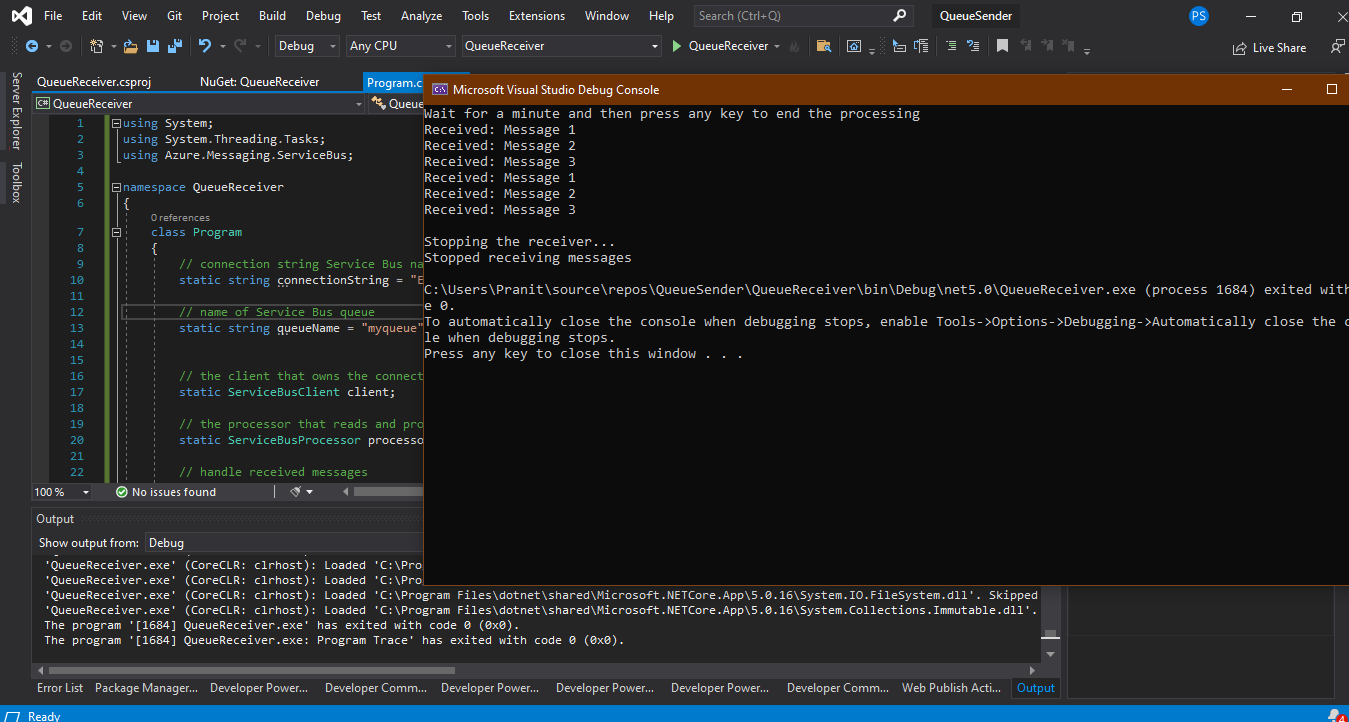 File Edit View Git Project Build Debug Test Analyze Tools Extensions Window Help Search (Ctrl+Q) QueueSender PS
Debug Any CPU QueueReceiver QueueReceiver Live Share
Server Explorer
Toolbox
QueueReceiver.csproj NuGet: QueueReceiver Program.c
C# QueueReceiver Queue
1 using System;
2 using System.Threading.Tasks;
3 using Azure.Messaging.ServiceBus;
4
5 namespace QueueReceiver
6 {
0 references
7 class Program
8 {
9 // connection string Service Bus na
10 static string connectionString = "E
11
12 // name of Service Bus queue
13 static string queueName = "myqueue"
14
15
16 // the client that owns the connect
17 static ServiceBusClient client;
18
19 // the processor that reads and pro
20 static ServiceBusProcessor processo
21
22 // handle received messages
100 % No issues found
C:\ Microsoft Visual Studio Debug Console
Wait for a minute and then press any key to end the processing
Received: Message 1
Received: Message 2
Received: Message 3
Received: Message 1
Received: Message 2
Received: Message 3
Stopping the receiver...
Stopped receiving messages
C:\Users\Pranit\source\repos\QueueSender\QueueReceiver\bin\Debug\net5.0\QueueReceiver.exe (process 1684) exited with
e 0.
To automatically close the console when debugging stops, enable Tools->Options->Debugging->Automatically close the c
le when debugging stops.
Press any key to close this window . . .
Output
Show output from: Debug
'QueueReceiver.exe' (CoreCLR: clrhost): Loaded 'C:\Pro
'QueueReceiver.exe' (CoreCLR: clrhost): Loaded 'C:\Pro
'QueueReceiver.exe' (CoreCLR: clrhost): Loaded 'C:\Program Files\dotnet\shared\Microsoft.NETCore.App\5.0.16\System.IO.FileSystem.dll'. Skipped
'QueueReceiver.exe' (CoreCLR: clrhost): Loaded 'C:\Program Files\dotnet\shared\Microsoft.NETCore.App\5.0.16\System.Collections.Immutable.dll'.
The program '[1684] QueueReceiver.exe' has exited with code 0 (0x0).
The program '[1684] QueueReceiver.exe: Program Trace' has exited with code 0 (0x0).
Error List Package Manager... Developer Power... Developer Comm... Developer Power... Developer Power... Developer Power... Developer Comm... Web Publish Acti... Output
Ready 4